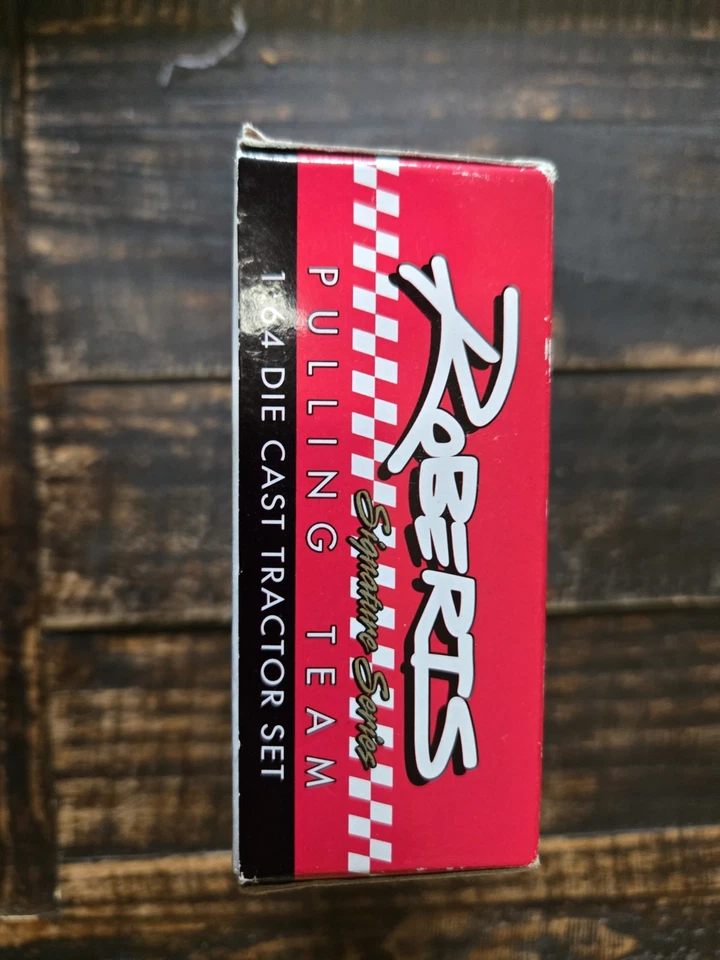 ROBERTS
Signature Series
PULLING TEAM
1:64 DIE CAST TRACTOR SET